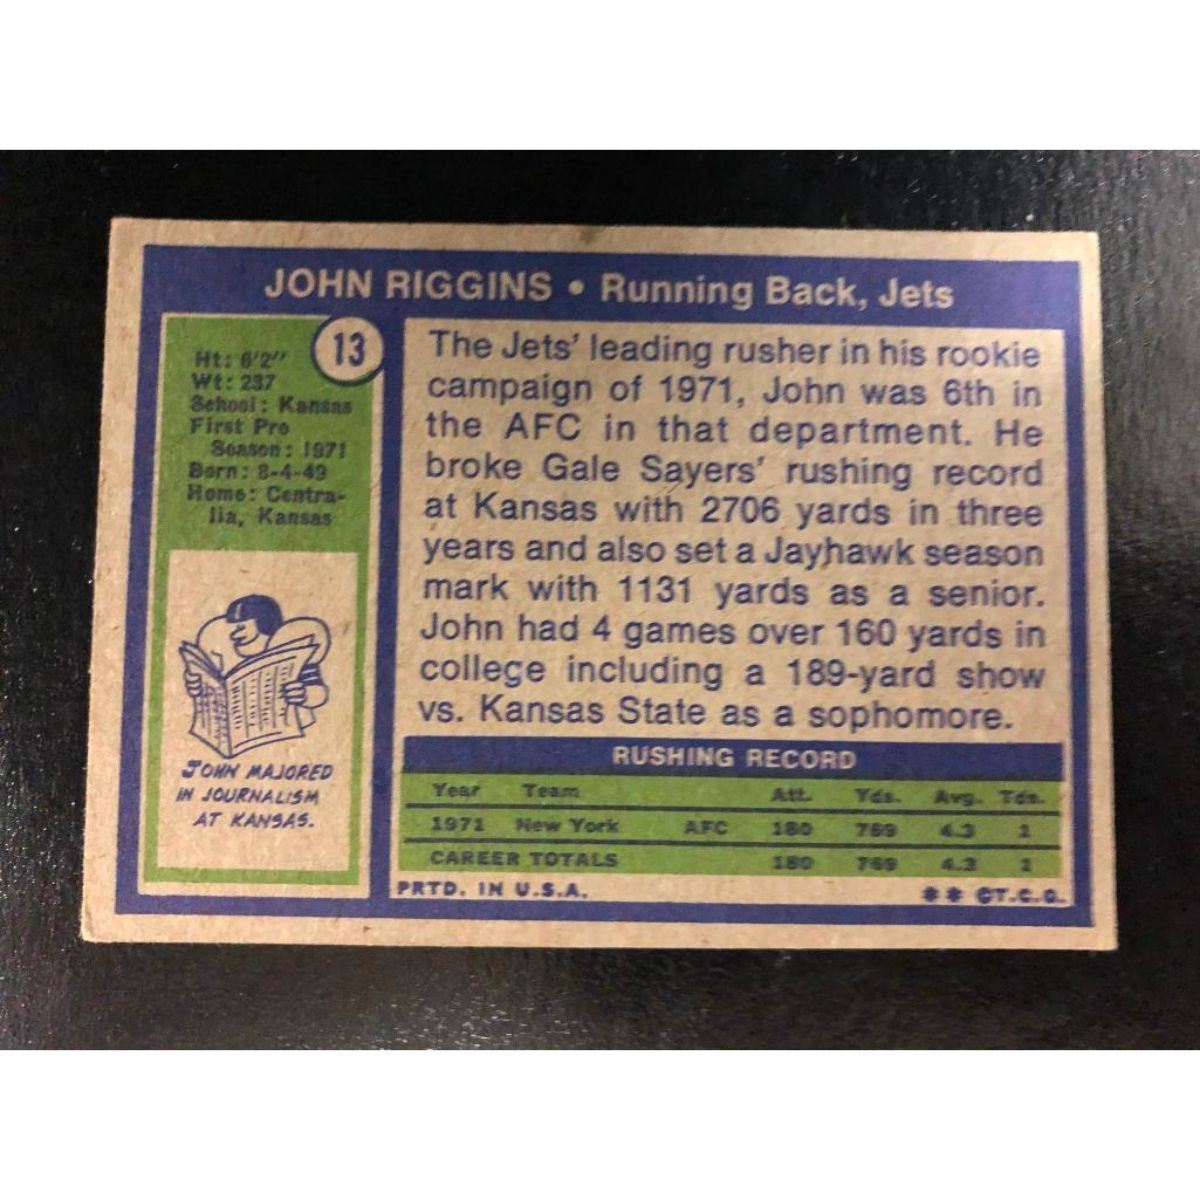 JOHN RIGGINS • Running Back, Jets
13
Ht: 6'2"
Wt: 237
School: Kansas
First Pro
Season: 1971
Born: 8-4-49
Home: Centra-
lia, Kansas
JOHN MAJORED
IN JOURNALISM
AT KANSAS.
The Jets' leading rusher in his rookie
campaign of 1971, John was 6th in
the AFC in that department. He
broke Gale Sayers' rushing record
at Kansas with 2706 yards in three
years and also set a Jayhawk season
mark with 1131 yards as a senior.
John had 4 games over 160 yards in
college including a 189-yard show
vs. Kansas State as a sophomore.
RUSHING RECORD
Year Team Att. Yds. Avg. Tds.
1971 New York AFC 180 769 4.3 1
CAREER TOTALS 180 769 4.3 1
PRTD. IN U.S.A. ** ©T.C.G.